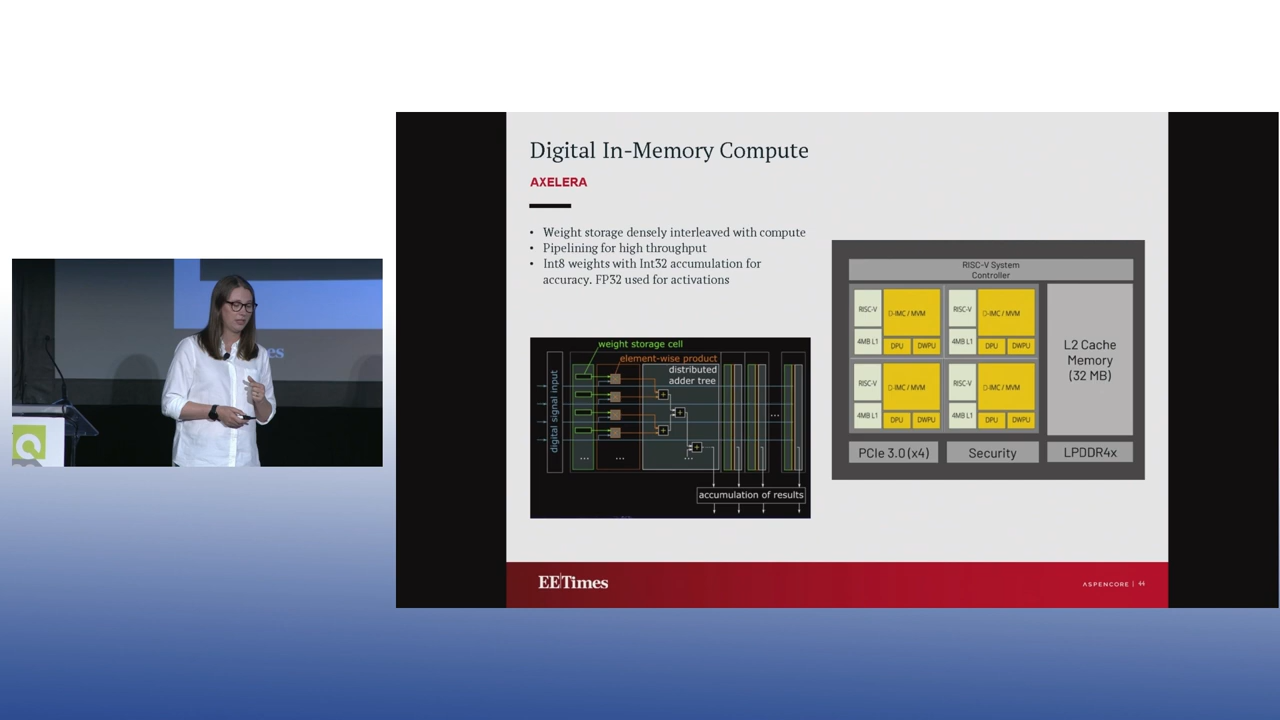 Digital In-Memory Compute
AXELERA
• Weight storage densely interleaved with compute
• Pipelining for high throughput
• Int8 weights with Int32 accumulation for
accuracy. FP32 used for activations
weight storage cell
element-wise product
distributed
adder tree
digital signal input
+
+
+
+
...
...
...
...
accumulation of results
RISC-V System
Controller
RISC-V
D-IMC / MVM
4MB L1
DPU
DWPU
RISC-V
D-IMC / MVM
4MB L1
DPU
DWPU
RISC-V
D-IMC / MVM
4MB L1
DPU
DWPU
RISC-V
D-IMC / MVM
4MB L1
DPU
DWPU
L2 Cache
Memory
(32 MB)
PCIe 3.0 (x4)
Security
LPDDR4x
EE|Times
ASPENCORE | 44